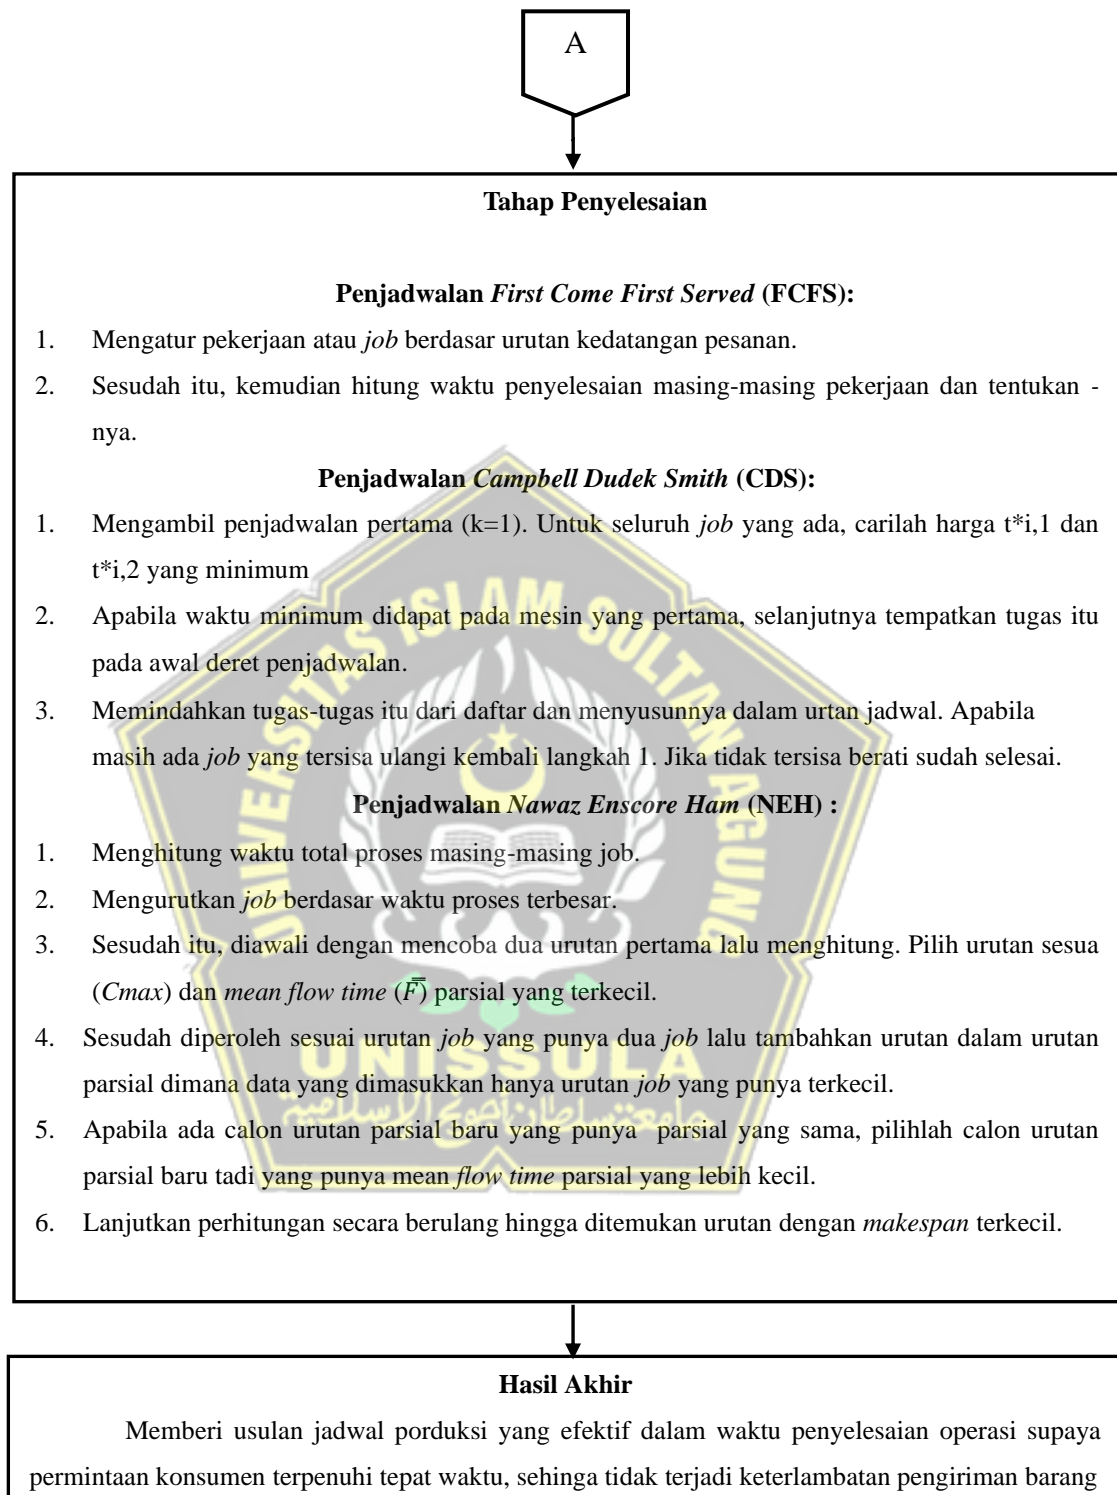 A
Tahap Penyelesaian
Penjadwalan First Come First Served (FCFS):
1. Mengatur pekerjaan atau job berdasar urutan kedatangan pesanan.
2. Sesudah itu, kemudian hitung waktu penyelesaian masing-masing pekerjaan dan tentukan -
nya.
Penjadwalan Campbell Dudek Smith (CDS):
1. Mengambil penjadwalan pertama (k=1). Untuk seluruh job yang ada, carilah harga t*i,1 dan
t*i,2 yang minimum
2. Apabila waktu minimum didapat pada mesin yang pertama, selanjutnya tempatkan tugas itu
pada awal deret penjadwalan.
3. Memindahkan tugas-tugas itu dari daftar dan menyusunnya dalam urtan jadwal. Apabila
masih ada job yang tersisa ulangi kembali langkah 1. Jika tidak tersisa berati sudah selesai.
Penjadwalan Nawaz Enscore Ham (NEH) :
1. Menghitung waktu total proses masing-masing job.
2. Mengurutkan job berdasar waktu proses terbesar.
3. Sesudah itu, diawali dengan mencoba dua urutan pertama lalu menghitung. Pilih urutan sesua
(Cmax) dan mean flow time (F̿) parsial yang terkecil.
4. Sesudah diperoleh sesuai urutan job yang punya dua job lalu tambahkan urutan dalam urutan
parsial dimana data yang dimasukkan hanya urutan job yang punya terkecil.
5. Apabila ada calon urutan parsial baru yang punya parsial yang sama, pilihlah calon urutan
parsial baru tadi yang punya mean flow time parsial yang lebih kecil.
6. Lanjutkan perhitungan secara berulang hingga ditemukan urutan dengan makespan terkecil.
UNIVERSITAS ISLAM SULTAN AGUNG
UNISSULA
جامعة سلطان أجونج الإسلامية
Hasil Akhir
Memberi usulan jadwal porduksi yang efektif dalam waktu penyelesaian operasi supaya
permintaan konsumen terpenuhi tepat waktu, sehinga tidak terjadi keterlambatan pengiriman barang